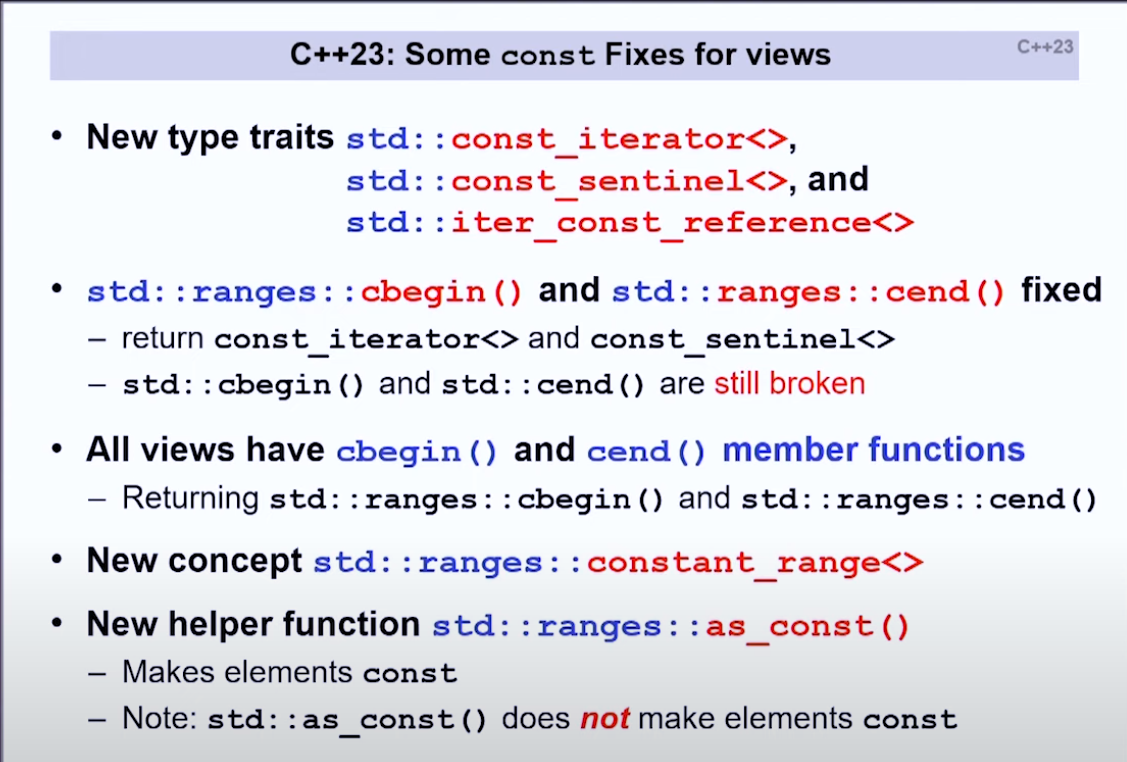 C++23: Some const Fixes for views
C++23
• New type traits std::const_iterator<>,
std::const_sentinel<>, and
std::iter_const_reference<>
• std::ranges::cbegin() and std::ranges::cend() fixed
– return const_iterator<> and const_sentinel<>
– std::cbegin() and std::cend() are still broken
• All views have cbegin() and cend() member functions
– Returning std::ranges::cbegin() and std::ranges::cend()
• New concept std::ranges::constant_range<>
• New helper function std::ranges::as_const()
– Makes elements const
– Note: std::as_const() does not make elements const